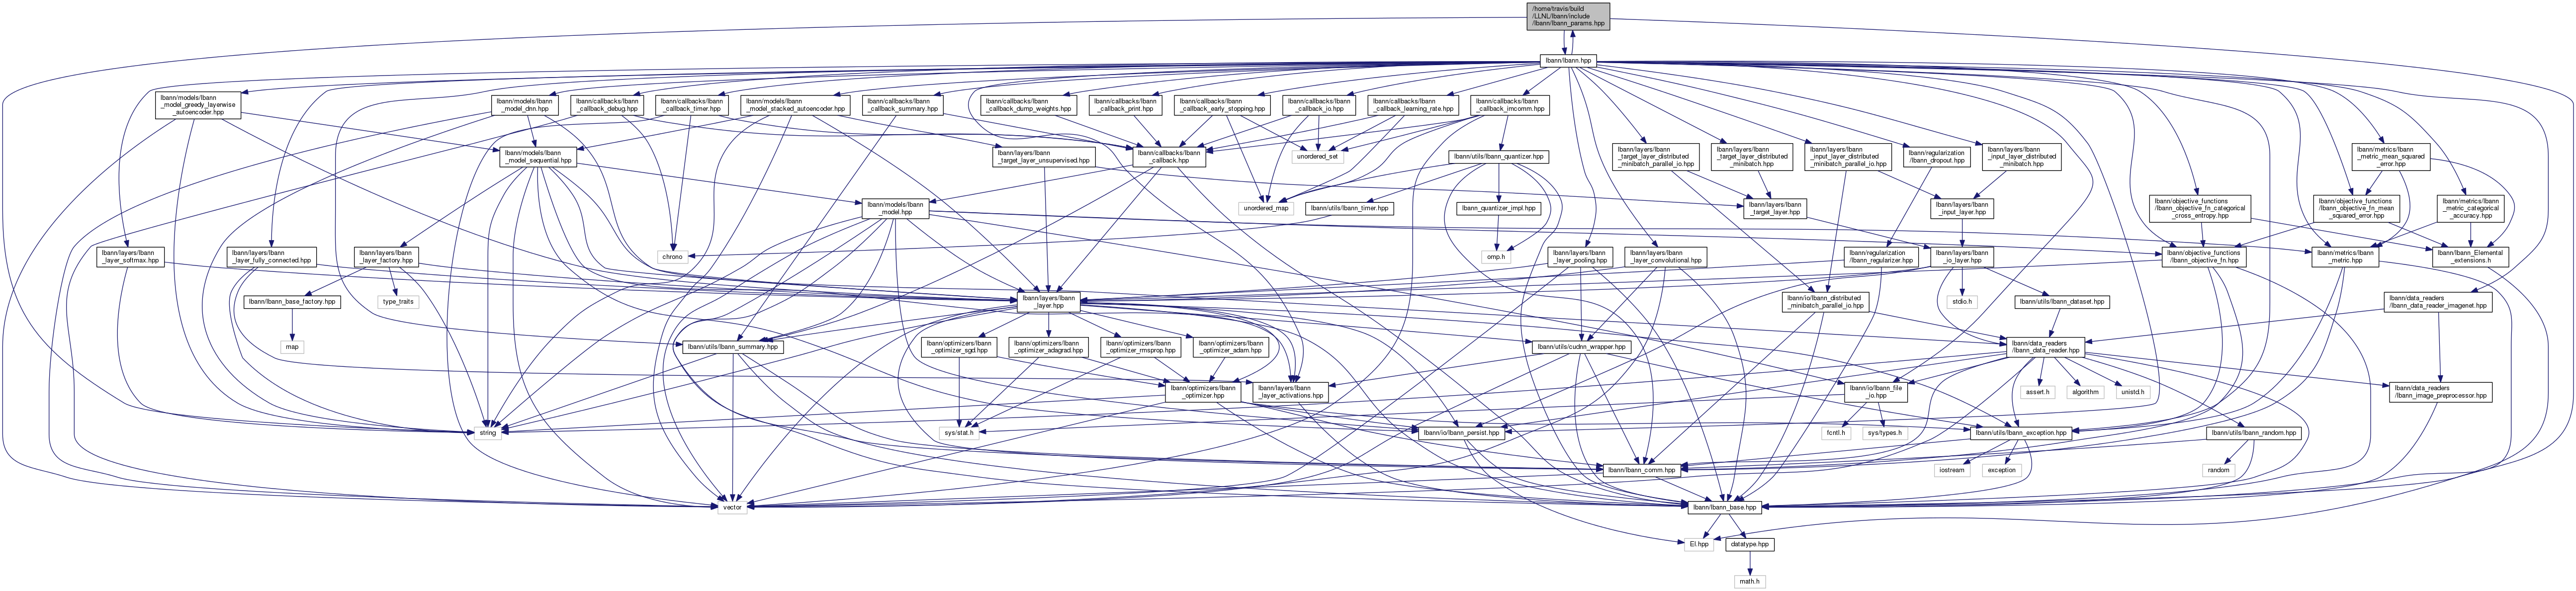 /home/travis/build
/LLNL/lbann/include
/lbann/lbann_params.hpp
lbann/lbann.hpp
lbann/models/lbann
_model_greedy_layerwise
_autoencoder.hpp
lbann/models/lbann
_model_dnn.hpp
lbann/callbacks/lbann
_callback_debug.hpp
lbann/callbacks/lbann
_callback_timer.hpp
lbann/models/lbann
_model_stacked_autoencoder.hpp
lbann/callbacks/lbann
_callback_summary.hpp
lbann/callbacks/lbann
_callback_dump_weights.hpp
lbann/callbacks/lbann
_callback_print.hpp
lbann/callbacks/lbann
_callback_early_stopping.hpp
lbann/callbacks/lbann
_callback_io.hpp
lbann/callbacks/lbann
_callback_learning_rate.hpp
lbann/callbacks/lbann
_callback_imcomm.hpp
lbann/models/lbann
_model_sequential.hpp
lbann/layers/lbann
_target_layer_unsupervised.hpp
lbann/callbacks/lbann
_callback.hpp
unordered_set
lbann/utils/lbann_quantizer.hpp
lbann/layers/lbann
_target_layer_distributed
_minibatch_parallel_io.hpp
lbann/layers/lbann
_target_layer_distributed
_minibatch.hpp
lbann/layers/lbann
_input_layer_distributed
_minibatch_parallel_io.hpp
lbann/regularization
/lbann_dropout.hpp
lbann/layers/lbann
_input_layer_distributed
_minibatch.hpp
lbann/metrics/lbann
_metric_mean_squared
_error.hpp
lbann/models/lbann
_model.hpp
unordered_map
lbann/utils/lbann_timer.hpp
lbann_quantizer_impl.hpp
lbann/layers/lbann
_target_layer.hpp
lbann/layers/lbann
_input_layer.hpp
lbann/objective_functions
/lbann_objective_fn_categorical
_cross_entropy.hpp
lbann/objective_functions
/lbann_objective_fn_mean
_squared_error.hpp
lbann/metrics/lbann
_metric_categorical
_accuracy.hpp
lbann/layers/lbann
_layer_softmax.hpp
lbann/layers/lbann
_layer_fully_connected.hpp
lbann/layers/lbann
_layer_factory.hpp
chrono
omp.h
lbann/layers/lbann
_layer_pooling.hpp
lbann/layers/lbann
_layer_convolutional.hpp
lbann/regularization
/lbann_regularizer.hpp
lbann/layers/lbann
_io_layer.hpp
lbann/objective_functions
/lbann_objective_fn.hpp
lbann/metrics/lbann
_metric.hpp
lbann/lbann_Elemental
_extensions.h
lbann/lbann_base_factory.hpp
type_traits
lbann/layers/lbann
_layer.hpp
lbann/io/lbann_distributed
_minibatch_parallel_io.hpp
stdio.h
lbann/utils/lbann_dataset.hpp
lbann/data_readers
/lbann_data_reader_imagenet.hpp
map
lbann/utils/lbann_summary.hpp
lbann/optimizers/lbann
_optimizer_sgd.hpp
lbann/optimizers/lbann
_optimizer_adagrad.hpp
lbann/optimizers/lbann
_optimizer_rmsprop.hpp
lbann/optimizers/lbann
_optimizer_adam.hpp
lbann/utils/cudnn_wrapper.hpp
lbann/data_readers
/lbann_data_reader.hpp
lbann/optimizers/lbann
_optimizer.hpp
lbann/layers/lbann
_layer_activations.hpp
lbann/io/lbann_file
_io.hpp
assert.h
algorithm
unistd.h
lbann/data_readers
/lbann_image_preprocessor.hpp
string
sys/stat.h
lbann/io/lbann_persist.hpp
fcntl.h
sys/types.h
lbann/utils/lbann_exception.hpp
lbann/utils/lbann_random.hpp
lbann/lbann_comm.hpp
iostream
exception
random
vector
lbann/lbann_base.hpp
El.hpp
datatype.hpp
math.h